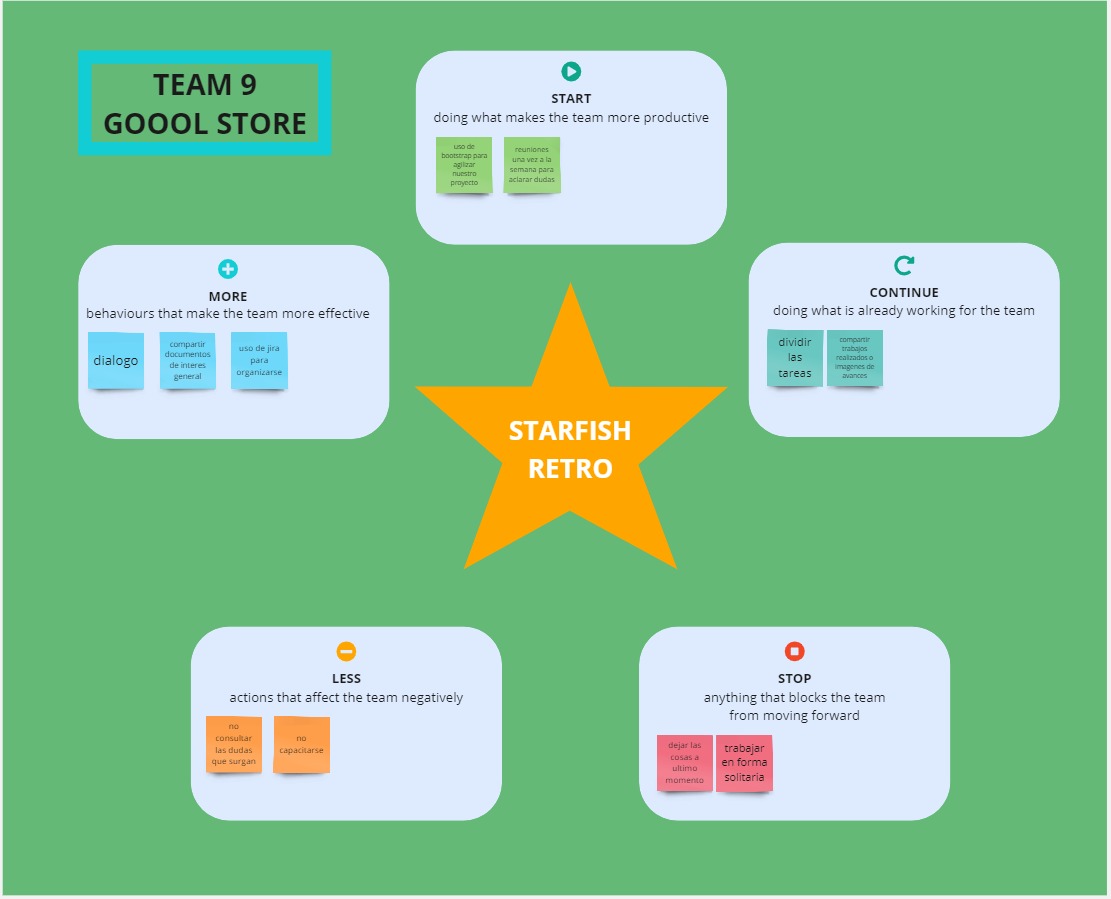 TEAM 9
GOOOL STORE
START
doing what makes the team more productive
uso de
bootstrap para
agilizar
nuestro
proyecto
reuniones
una vez a la
semana para
aclarar dudas
MORE
behaviours that make the team more effective
dialogo
compartir
documentos
de interes
general
uso de jira
para
organizarse
CONTINUE
doing what is already working for the team
dividir
las
tareas
compartir
trabajos
realizados o
imagenes de
avances
STARFISH
RETRO
LESS
actions that affect the team negatively
no
consultar
las dudas
que surgan
no
capacitarse
STOP
anything that blocks the team
from moving forward
dejar las
cosas a
ultimo
momento
trabajar
en forma
solitaria